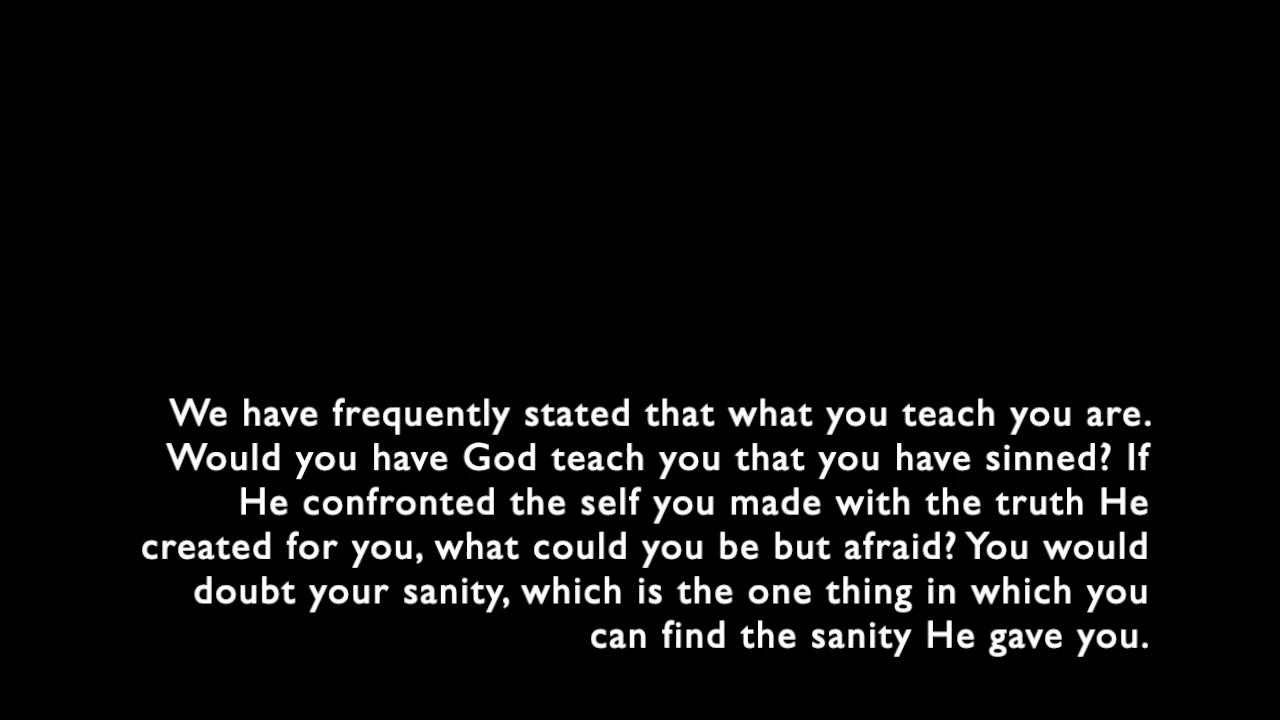 We have frequently stated that what you teach you are.
Would you have God teach you that you have sinned? If
He confronted the self you made with the truth He
created for you, what could you be but afraid? You would
doubt your sanity, which is the one thing in which you
can find the sanity He gave you.